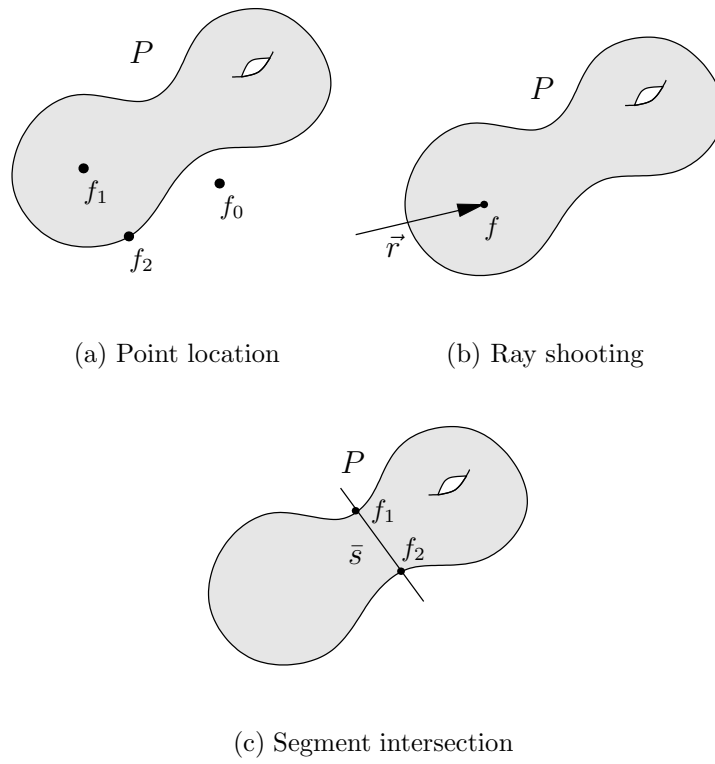 P
f₁
f₀
f₂
(a) Point location
P
f
r⃗
(b) Ray shooting
P
f₁
s̄
f₂
(c) Segment intersection